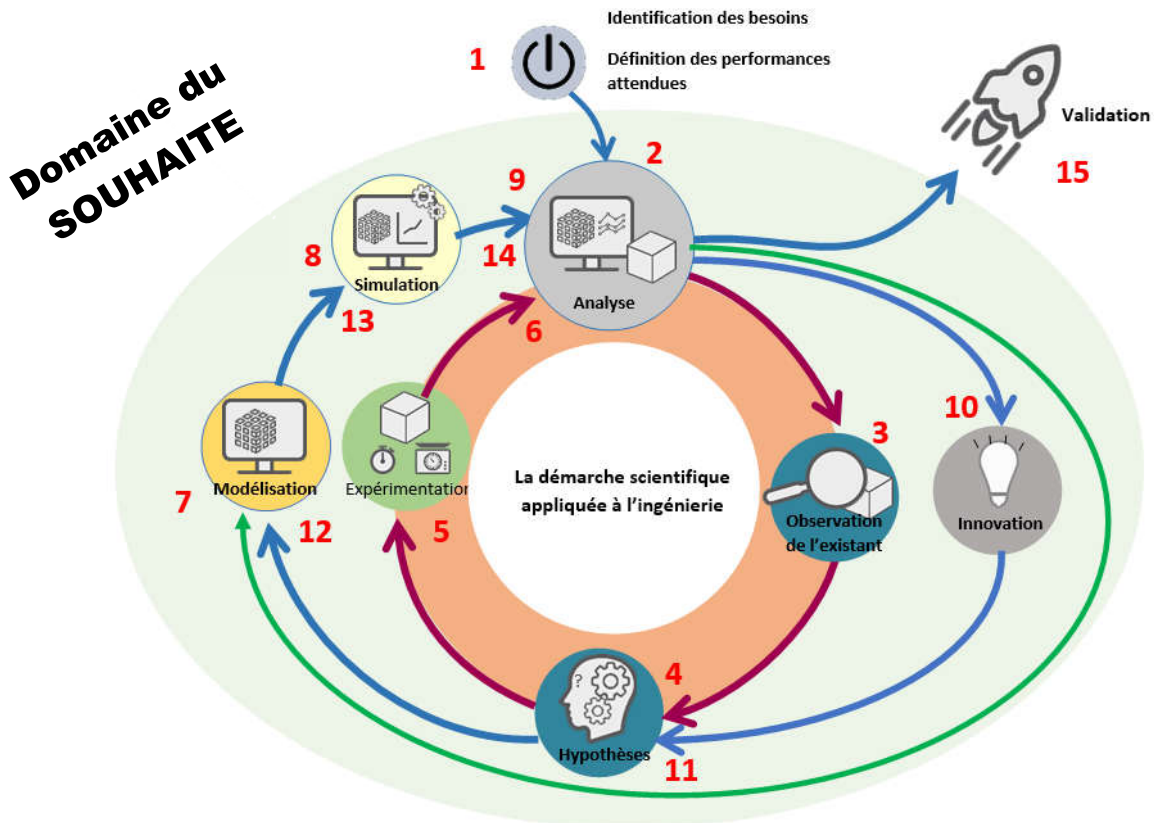 Identification des besoins
1
Définition des performances
attendues
Domaine du
SOUHAITE
Validation
15
2
9
8
14
Simulation
Analyse
13
6
10
3
La démarche scientifique
appliquée à l'ingénierie
Modélisation
Expérimentation
7
12
5
Observation
de l'existant
Innovation
4
?
Hypothèses
11